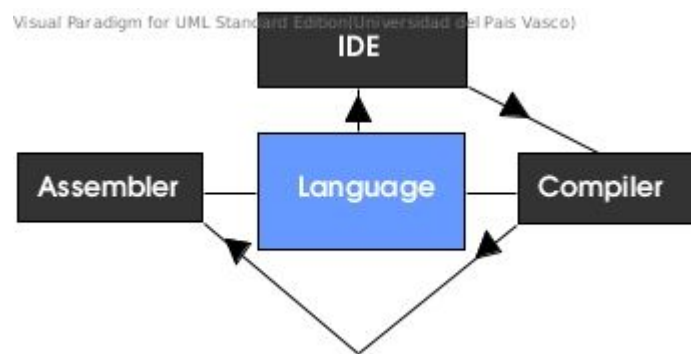 Visual Paradigm for UML Standard Edition(Universidad del Pais Vasco)
IDE
Assembler
Language
Compiler